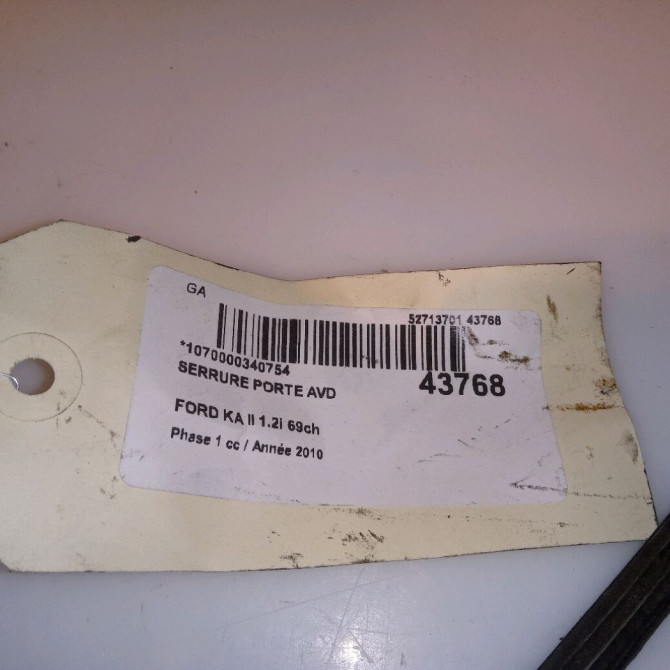 GA
52713701 43768
*1070000340754
SERRURE PORTE AVD
43768
FORD KA II 1.2i 69ch
Phase 1 cc / Année 2010